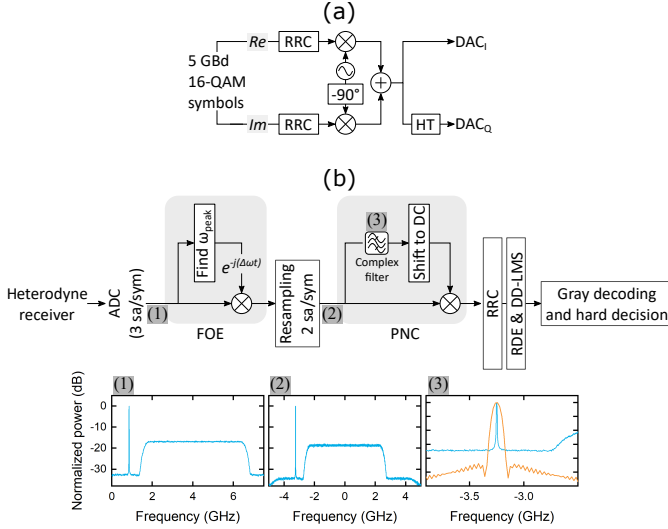 (a)
5 GBd
16-QAM
symbols
Re
RRC
-90°
Im
RRC
HT
DAC_I
DAC_Q
(b)
Heterodyne
receiver
ADC
(3 sa/sym)
(1)
Find ω_peak
e^-j(Δωt)
FOE
Resampling
2 sa/sym
(2)
(3)
Complex
filter
Shift to DC
PNC
RRC
RDE & DD-LMS
Gray decoding
and hard decision
(1)
Normalized power (dB)
0
-10
-20
-30
0 2 4 6
Frequency (GHz)
(2)
-4 -2 0 2 4
Frequency (GHz)
(3)
-3.5 -3.0
Frequency (GHz)